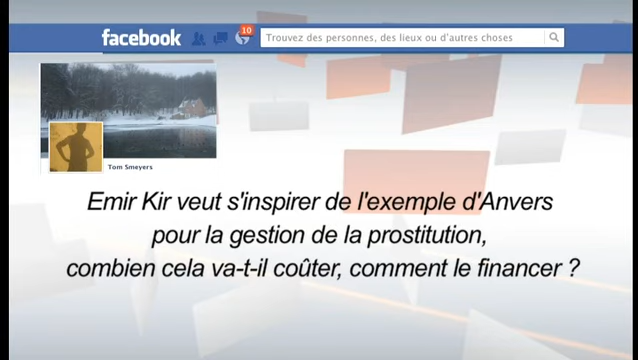 facebook
10
Trouvez des personnes, des lieux ou d'autres choses
Tom Smeyers
Emir Kir veut s'inspirer de l'exemple d'Anvers
pour la gestion de la prostitution,
combien cela va-t-il coûter, comment le financer ?